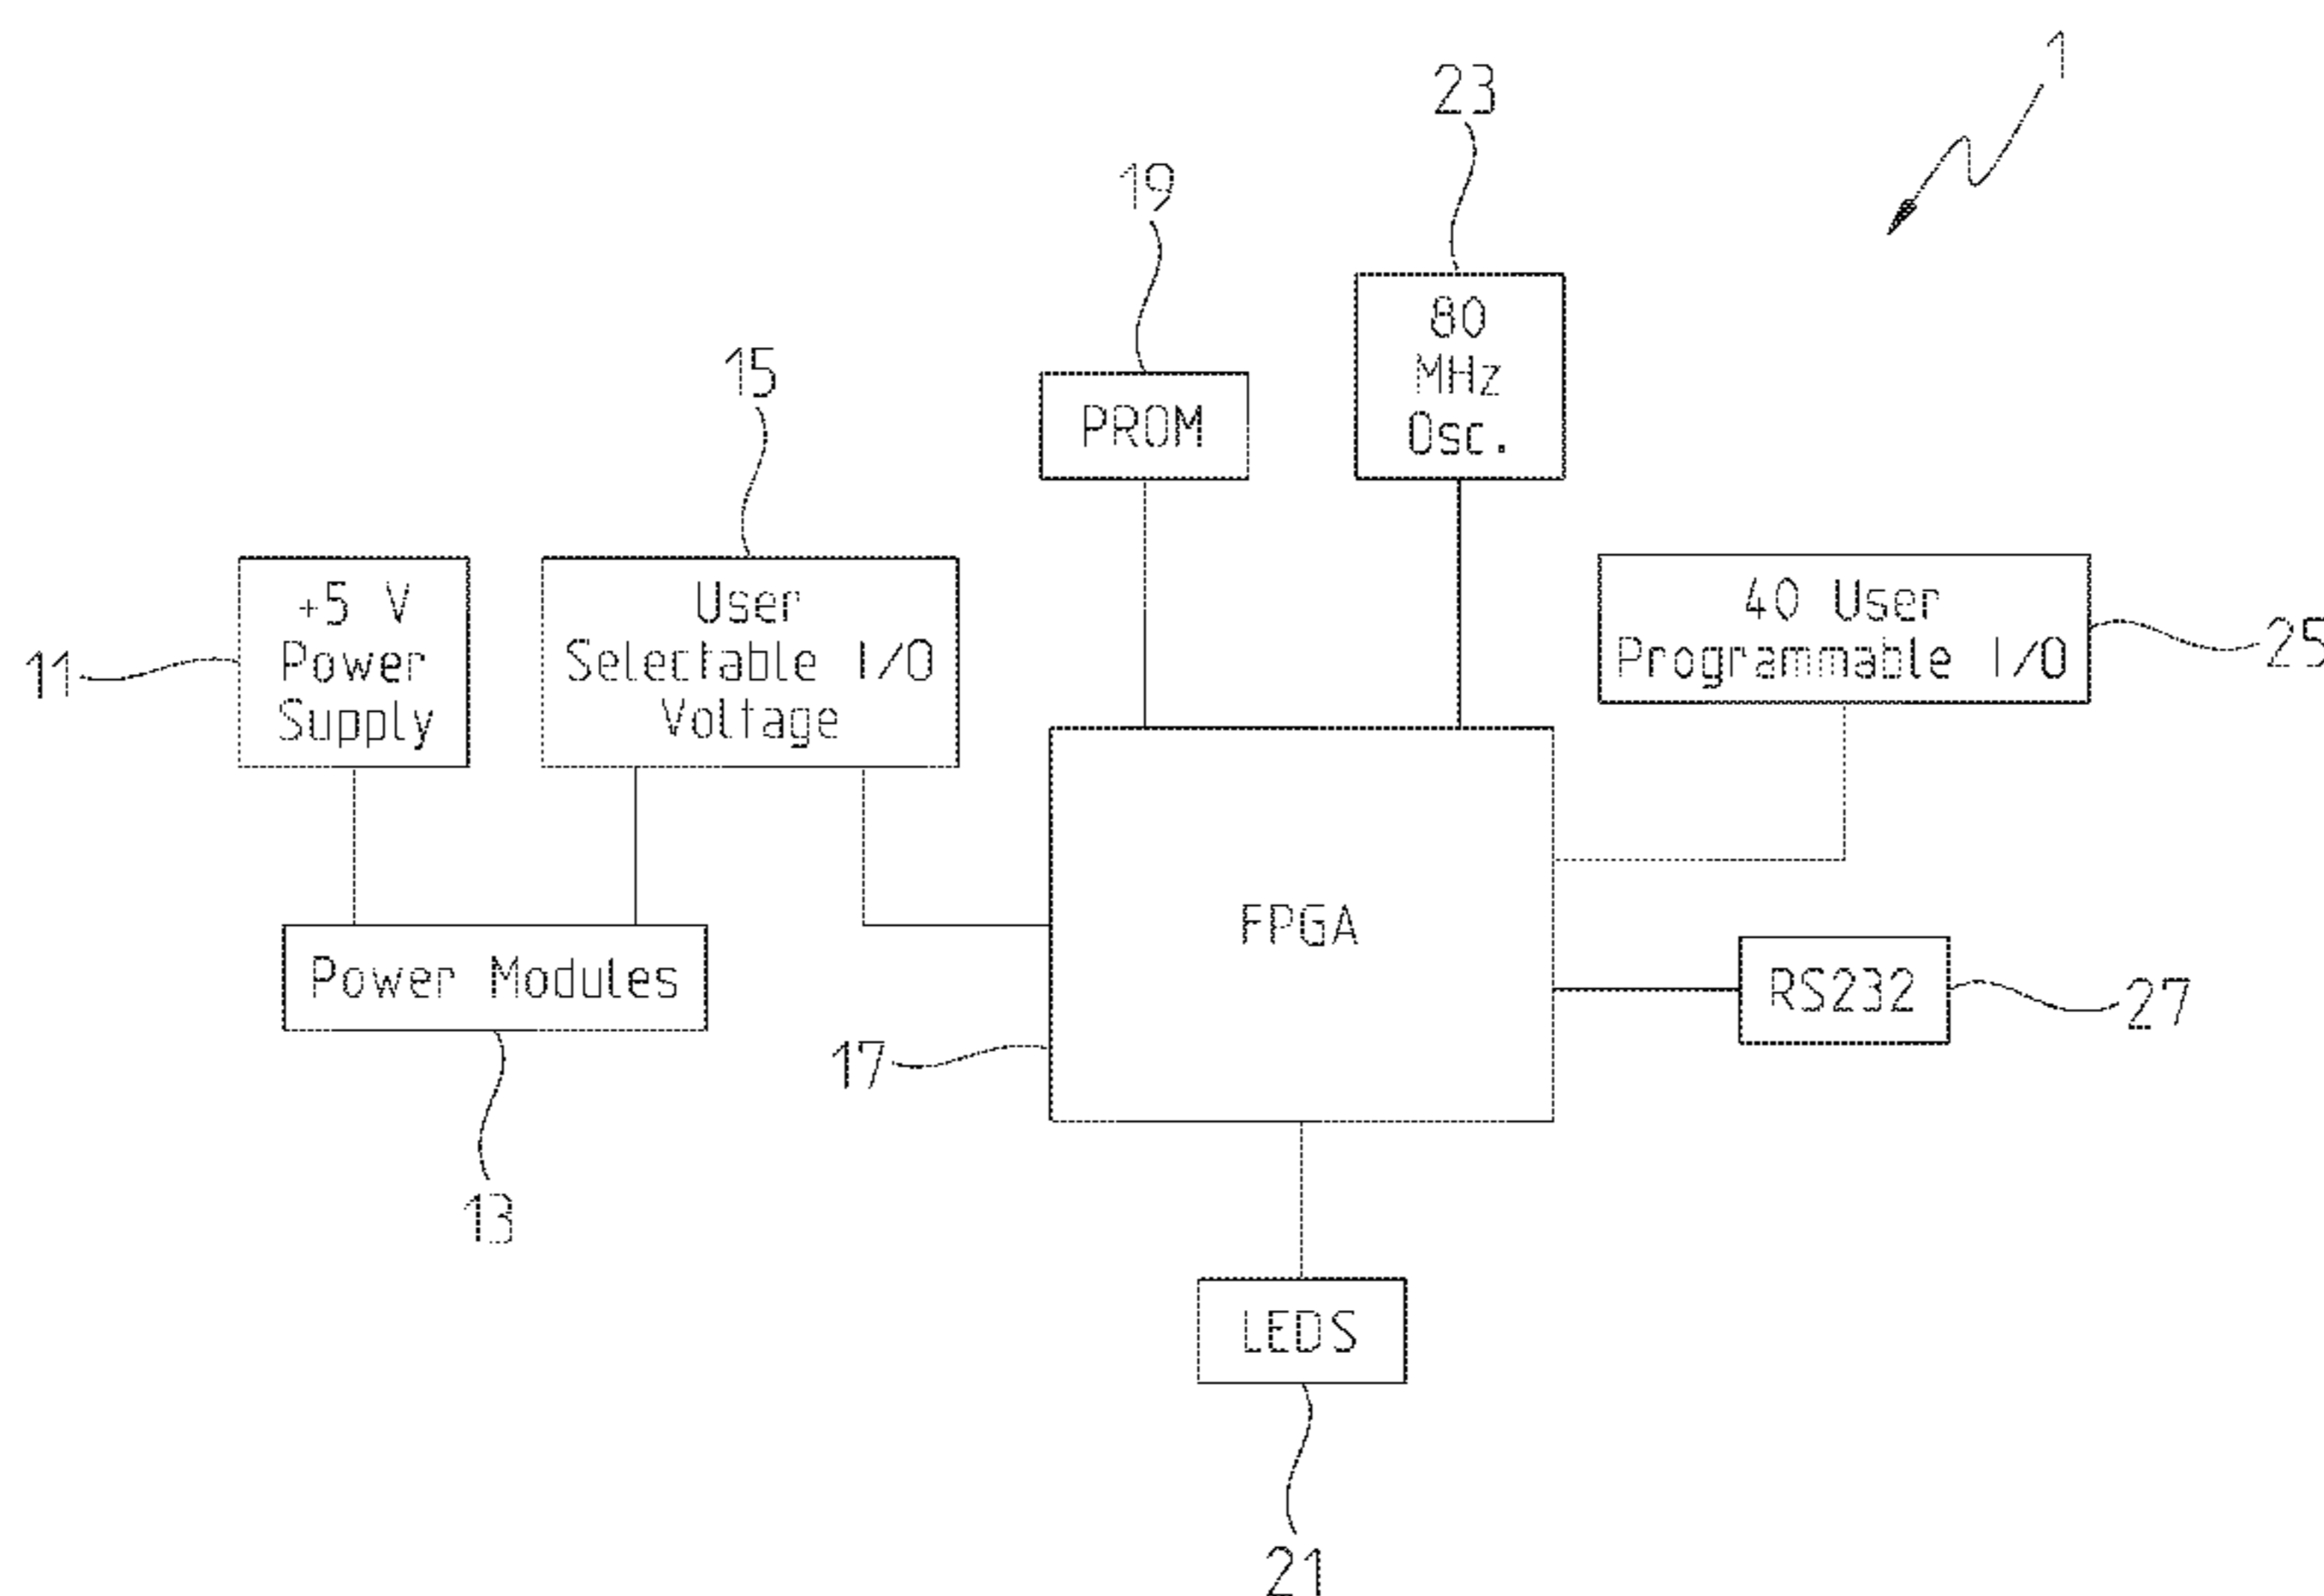 1
23
19
80
MHz
Osc.
15
PROM
+5 V
Power
Supply
User
Selectable I/O
Voltage
40 User
Programmable I/O
25
11
FPGA
Power Modules
RS232
27
17
13
LEDS
21